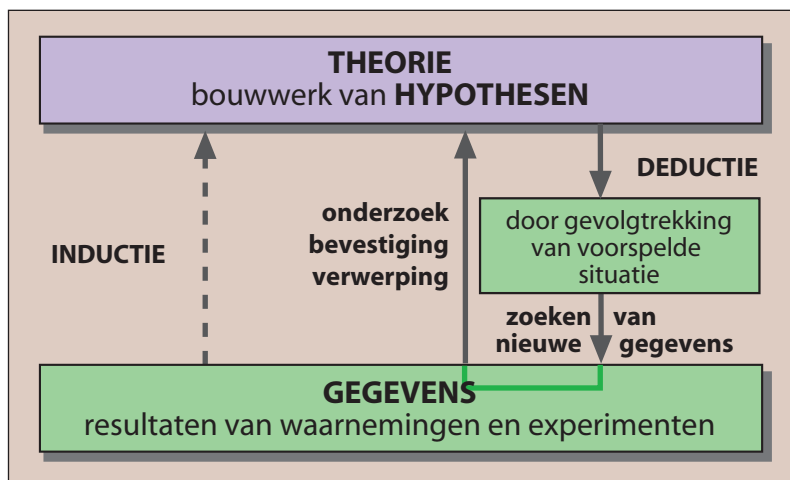 THEORIE
bouwwerk van HYPOTHESEN
DEDUCTIE
onderzoek
bevestiging
verwerping
door gevolgtrekking
van voorspelde
situatie
INDUCTIE
zoeken van
nieuwe gegevens
GEGEVENS
resultaten van waarnemingen en experimenten